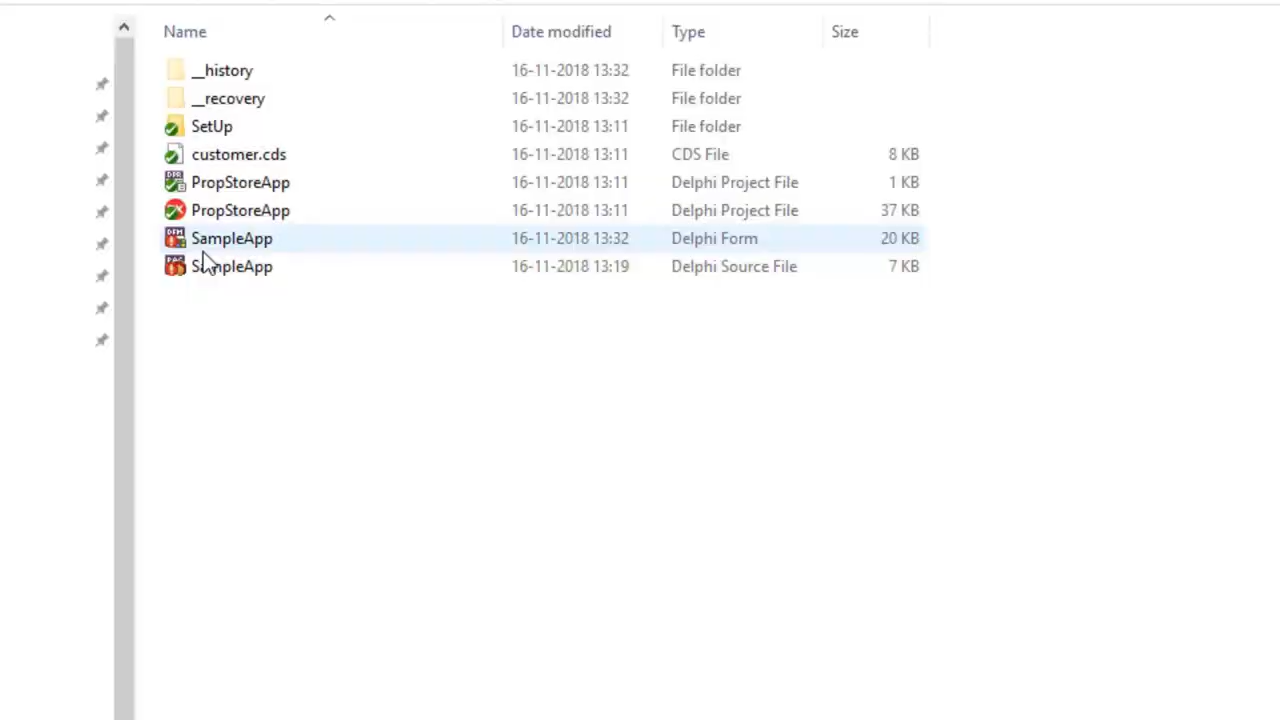 Name Date modified Type Size
__history 16-11-2018 13:32 File folder
__recovery 16-11-2018 13:32 File folder
SetUp 16-11-2018 13:11 File folder
customer.cds 16-11-2018 13:11 CDS File 8 KB
PropStoreApp 16-11-2018 13:11 Delphi Project File 1 KB
PropStoreApp 16-11-2018 13:11 Delphi Project File 37 KB
SampleApp 16-11-2018 13:32 Delphi Form 20 KB
SampleApp 16-11-2018 13:19 Delphi Source File 7 KB